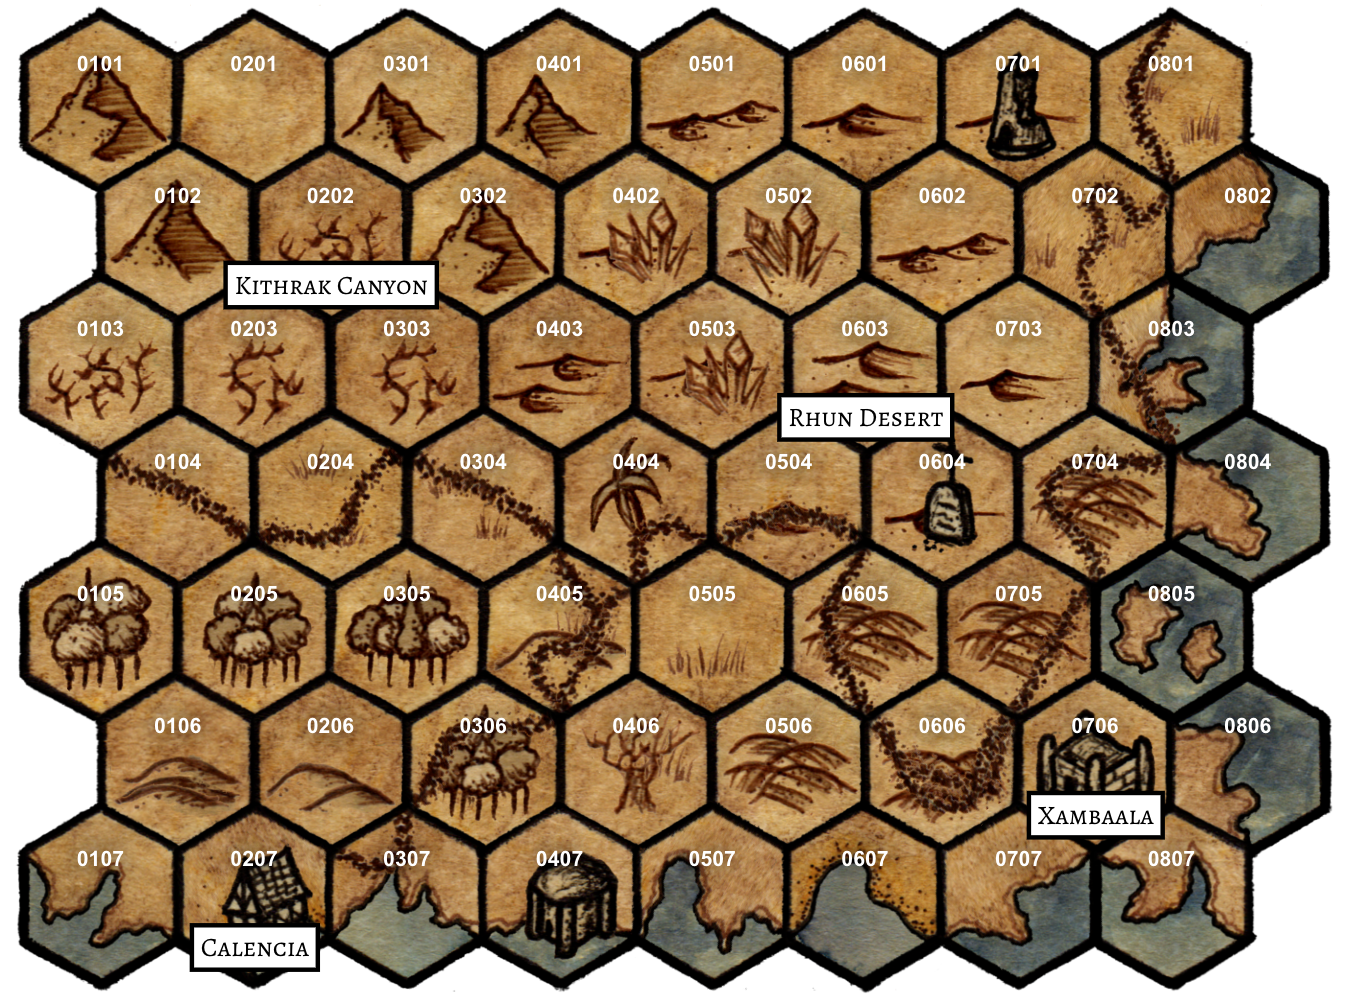 0101 0201 0301 0401 0501 0601 0701 0801
0102 0202 0302 0402 0502 0602 0702 0802
Kithrak Canyon
0103 0203 0303 0403 0503 0603 0703 0803
Rhun Desert
0104 0204 0304 0404 0504 0604 0704 0804
0105 0205 0305 0405 0505 0605 0705 0805
0106 0206 0306 0406 0506 0606 0706 0806
Xambaala
0107 0207 0307 0407 0507 0607 0707 0807
Calencia